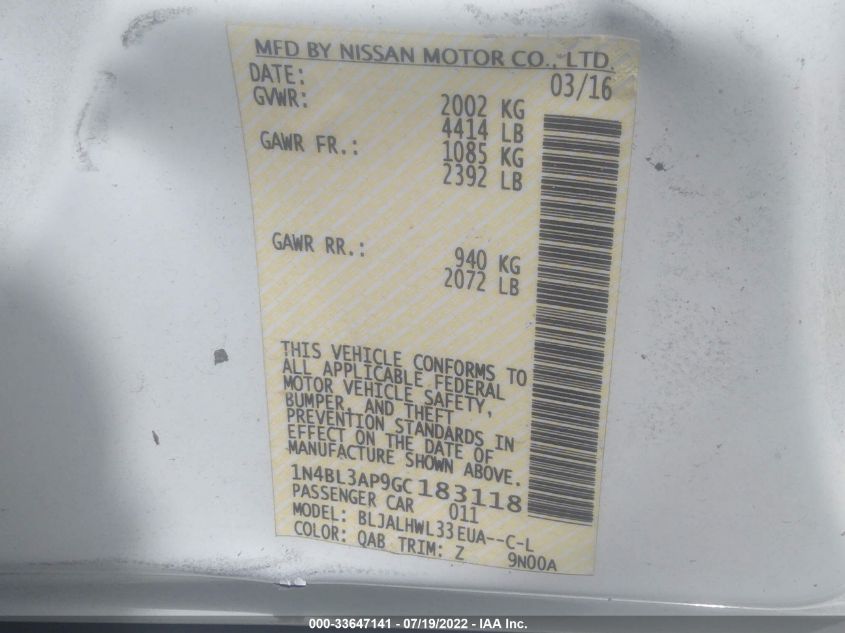 MFD BY NISSAN MOTOR CO., LTD.
DATE: 03/16
GVWR: 2002 KG
4414 LB
GAWR FR.: 1085 KG
2392 LB
GAWR RR.: 940 KG
2072 LB
THIS VEHICLE CONFORMS TO
ALL APPLICABLE FEDERAL
MOTOR VEHICLE SAFETY,
BUMPER, AND THEFT
PREVENTION STANDARDS IN
EFFECT ON THE DATE OF
MANUFACTURE SHOWN ABOVE.
1N4BL3AP9GC183118
PASSENGER CAR 011
MODEL: BLJALHWL33EUA--C-L
COLOR: QAB TRIM: Z 9N00A
000-33647141 - 07/19/2022 - IAA Inc.